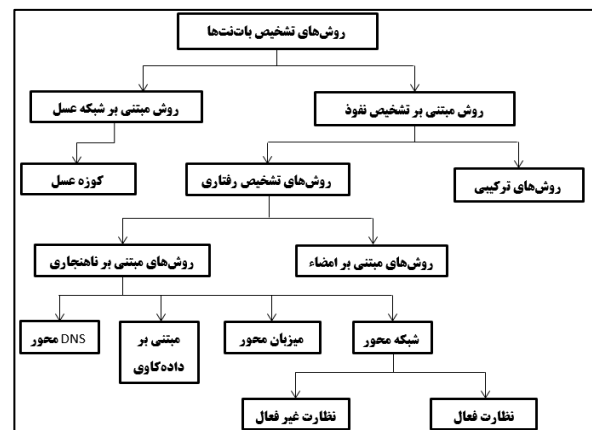 روش‌های تشخیص بات‌نت‌ها
روش مبتنی بر تشخیص نفوذ
روش مبتنی بر شبکه عسل
روش‌های ترکیبی
روش‌های تشخیص رفتاری
کوزه عسل
روش‌های مبتنی بر امضاء
روش‌های مبتنی بر ناهنجاری
شبکه محور
میزبان محور
مبتنی بر
داده‌کاوی
DNS محور
نظارت فعال
نظارت غیر فعال